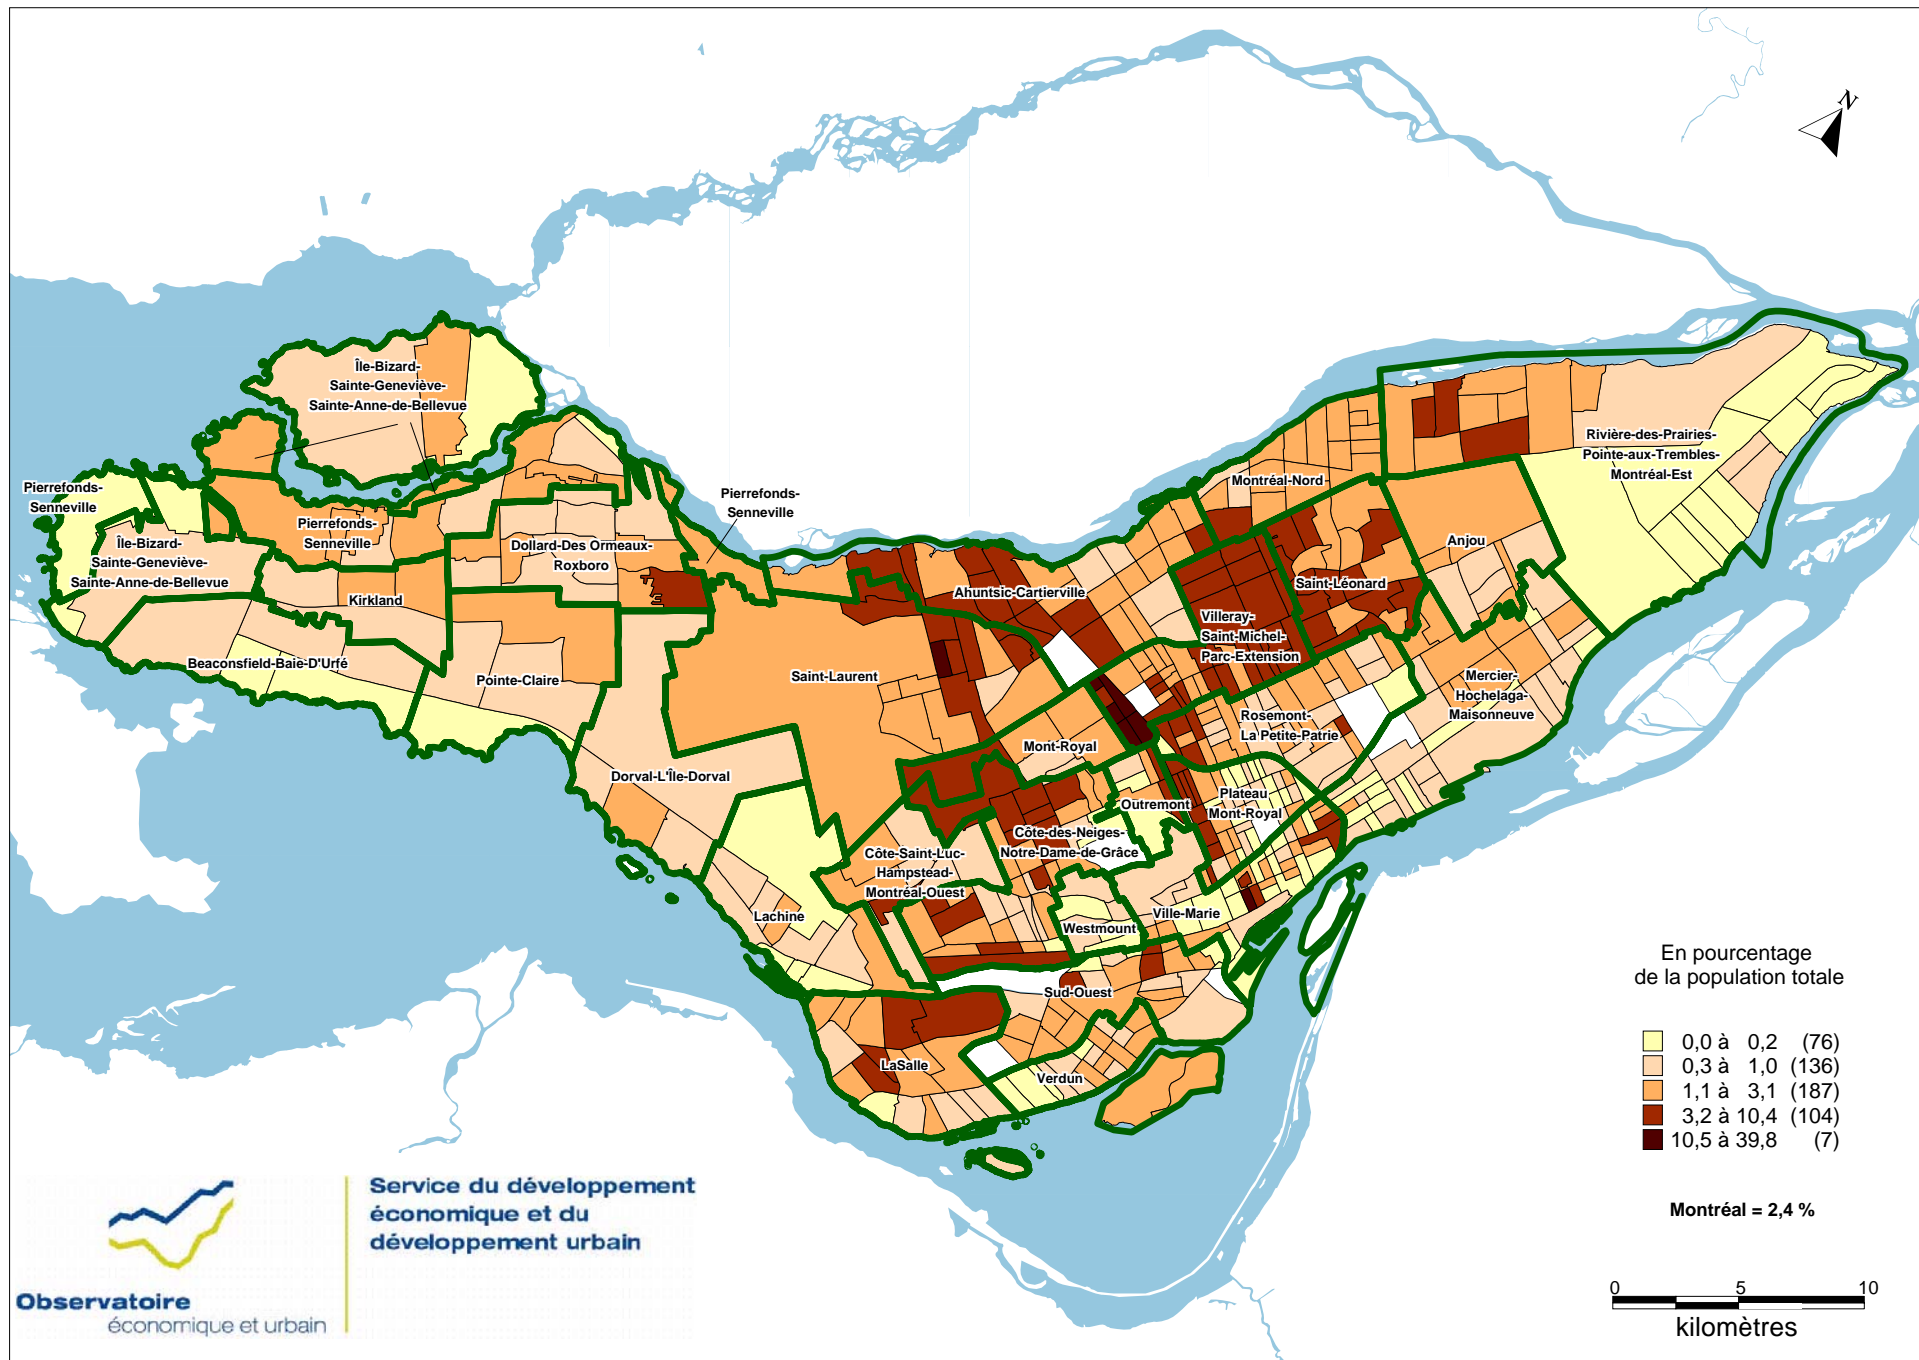 N
Île-Bizard-
Sainte-Geneviève-
Sainte-Anne-de-Bellevue
Pierrefonds-
Senneville
Île-Bizard-
Sainte-Geneviève-
Sainte-Anne-de-Bellevue
Pierrefonds-
Senneville
Kirkland
Dollard-Des Ormeaux-
Roxboro
Pierrefonds-
Senneville
Beaconsfield-Baie-D'Urfé
Pointe-Claire
Dorval-L'Île-Dorval
Saint-Laurent
Ahuntsic-Cartierville
Montréal-Nord
Rivière-des-Prairies-
Pointe-aux-Trembles-
Montréal-Est
Anjou
Saint-Léonard
Villeray-
Saint-Michel-
Parc-Extension
Mercier-
Hochelaga-
Maisonneuve
Rosemont-
La Petite-Patrie
Mont-Royal
Outremont
Plateau
Mont-Royal
Côte-des-Neiges-
Notre-Dame-de-Grâce
Côte-Saint-Luc-
Hampstead-
Montréal-Ouest
Lachine
Westmount
Ville-Marie
Sud-Ouest
LaSalle
Verdun
En pourcentage
de la population totale
0,0 à 0,2 (76)
0,3 à 1,0 (136)
1,1 à 3,1 (187)
3,2 à 10,4 (104)
10,5 à 39,8 (7)
Montréal = 2,4 %
0 5 10
kilomètres
Service du développement
économique et du
développement urbain
Observatoire
économique et urbain